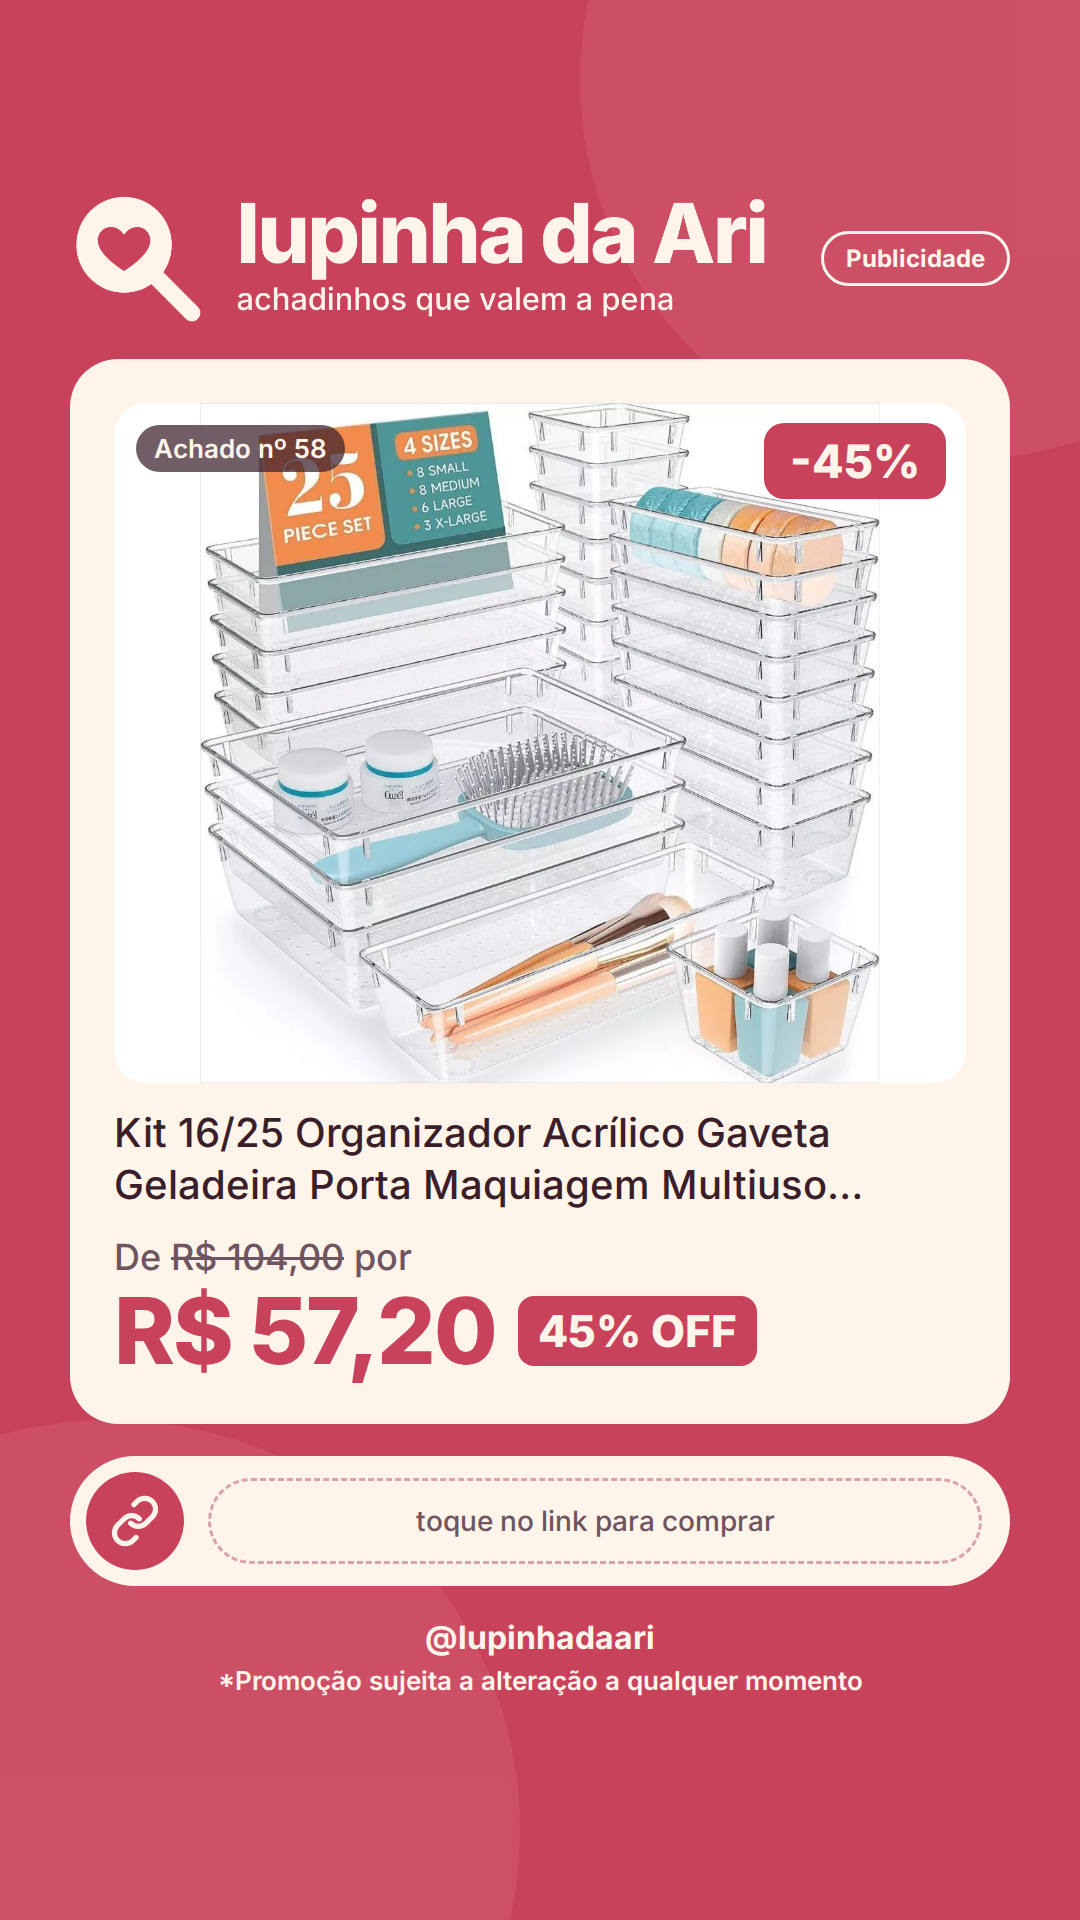 lupinha da Ari
achadinhos que valem a pena
Publicidade
Achado nº 58
-45%
25
PIECE SET
4 SIZES
• 8 SMALL
• 8 MEDIUM
• 6 LARGE
• 3 X-LARGE
Curél
Kit 16/25 Organizador Acrílico Gaveta
Geladeira Porta Maquiagem Multiuso...
De R$ 104,00 por
R$ 57,20
45% OFF
toque no link para comprar
@lupinhadaari
*Promoção sujeita a alteração a qualquer momento